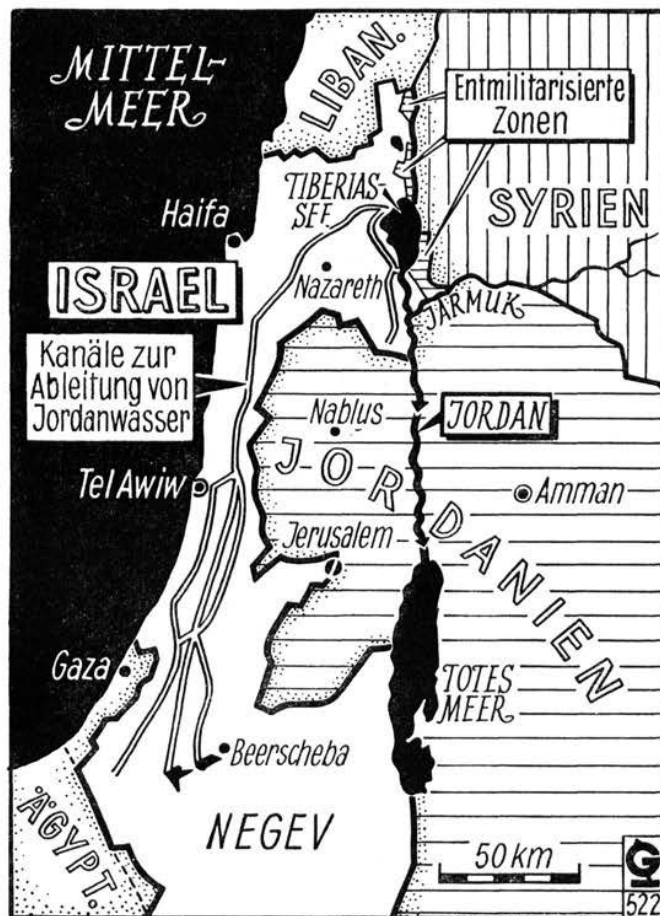 MITTEL-
MEER
LIBAN.
Entmilitarisierte
Zonen
TIBERIAS-
SEE
SYRIEN
Haifa
ISRAEL
Nazareth
JARMUK
Kanäle zur
Ableitung von
Jordanwasser
Nablus
JORDAN
JORDANIEN
Tel Awiw
Amman
Jerusalem
Gaza
TOTES
MEER
Beerscheba
ÄGYPT.
NEGEV
50 km
G
522